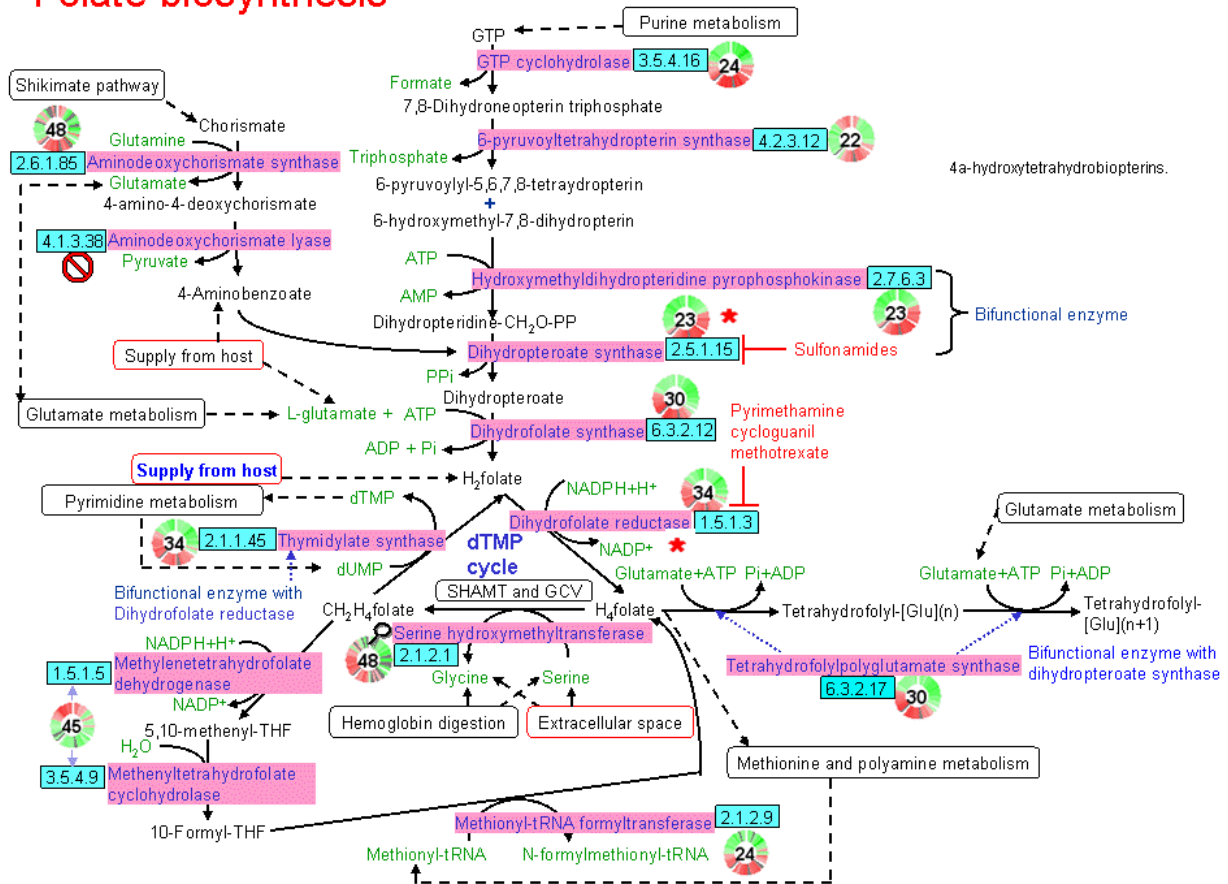 Folate biosynthesis
Purine metabolism
GTP
GTP cyclohydrolase 3.5.4.16
24
Formate
7,8-Dihydroneopterin triphosphate
Shikimate pathway
48
Chorismate
Glutamine
2.6.1.85 Aminodeoxychorismate synthase
Glutamate
4-amino-4-deoxychorismate
6-pyruvoyltetrahydropterin synthase 4.2.3.12
22
Triphosphate
4a-hydroxytetrahydrobiopterins.
6-pyruvoylyl-5,6,7,8-tetraydropterin
+
6-hydroxymethyl-7,8-dihydropterin
4.1.3.38 Aminodeoxychorismate lyase
Pyruvate
4-Aminobenzoate
ATP
Hydroxymethyldihydropteridine pyrophosphokinase 2.7.6.3
AMP
23
Bifunctional enzyme
Dihydropteridine-CH2O-PP
23 *
Dihydropteroate synthase 2.5.1.15
Sulfonamides
PPi
Supply from host
Dihydropteroate
30
Glutamate metabolism
L-glutamate + ATP
Dihydrofolate synthase 6.3.2.12
ADP + Pi
Pyrimethamine
cycloguanil
methotrexate
Supply from host
H2folate
Pyrimidine metabolism
dTMP
NADPH+H+
34
Dihydrofolate reductase 1.5.1.3
NADP+ *
34
2.1.1.45 Thymidylate synthase
dTMP
cycle
dUMP
Glutamate metabolism
Glutamate+ATP Pi+ADP
Glutamate+ATP Pi+ADP
Bifunctional enzyme with
Dihydrofolate reductase
SHAMT and GCV
CH2H4folate
H4folate
Tetrahydrofolyl-[Glu](n)
Tetrahydrofolyl-
[Glu](n+1)
Serine hydroxymethyltransferase
48
2.1.2.1
Glycine
Serine
Tetrahydrofolylpolyglutamate synthase
6.3.2.17
30
Bifunctional enzyme with
dihydropteroate synthase
NADPH+H+
1.5.1.5 Methylenetetrahydrofolate
dehydrogenase
NADP+
45
Hemoglobin digestion
Extracellular space
5,10-methenyl-THF
H2O
3.5.4.9 Methenyltetrahydrofolate
cyclohydrolase
Methionine and polyamine metabolism
10-Formyl-THF
Methionyl-tRNA formyltransferase 2.1.2.9
Methionyl-tRNA
N-formylmethionyl-tRNA
24